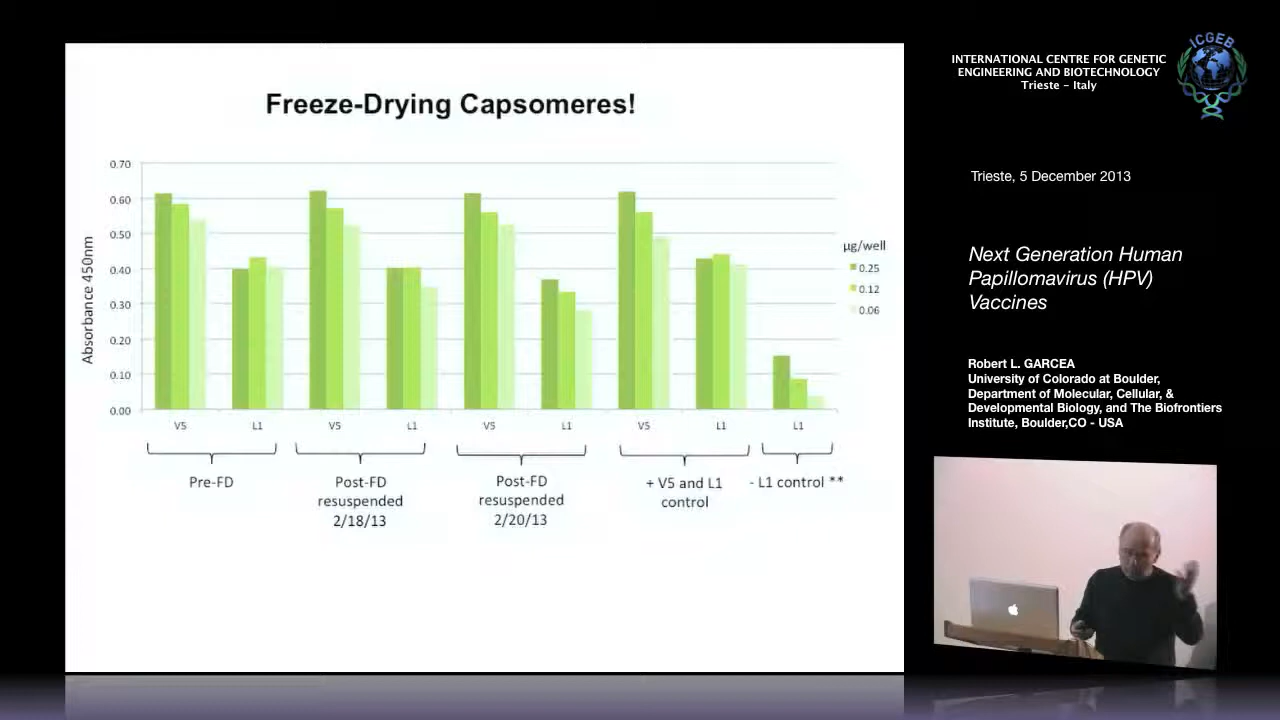 Freeze-Drying Capsomeres!
Absorbance 450nm
0.70
0.60
0.50
0.40
0.30
0.20
0.10
0.00
V5
L1
V5
L1
V5
L1
V5
L1
L1
Pre-FD
Post-FD
resuspended
2/18/13
Post-FD
resuspended
2/20/13
+ V5 and L1
control
- L1 control **
µg/well
0.25
0.12
0.06
INTERNATIONAL CENTRE FOR GENETIC
ENGINEERING AND BIOTECHNOLOGY
Trieste - Italy
ICGEB
Trieste, 5 December 2013
Next Generation Human
Papillomavirus (HPV)
Vaccines
Robert L. GARCEA
University of Colorado at Boulder,
Department of Molecular, Cellular, &
Developmental Biology, and The Biofrontiers
Institute, Boulder,CO - USA